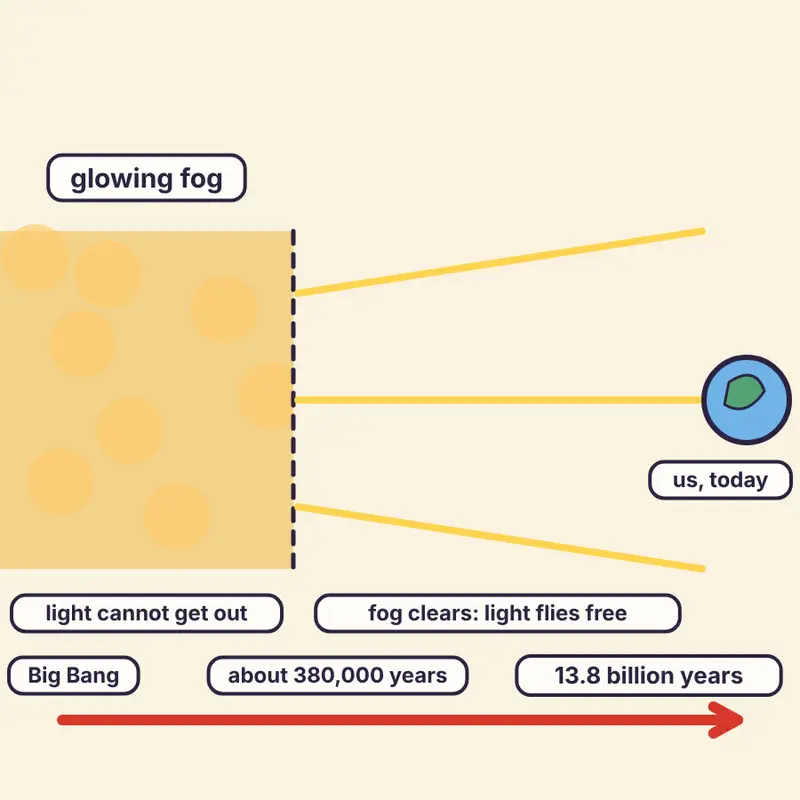 glowing fog
us, today
light cannot get out
fog clears: light flies free
Big Bang
about 380,000 years
13.8 billion years